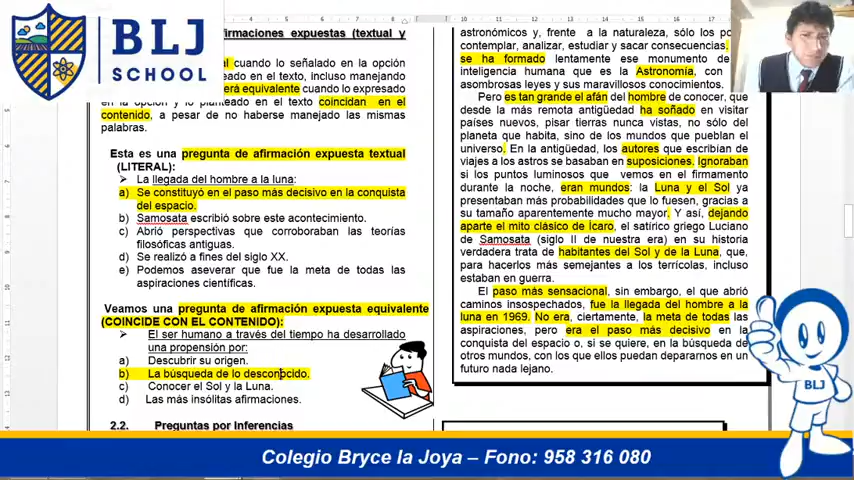 BLJ
SCHOOL
firmaciones expuestas (textual y
cuando lo señalado en la opción
eado en el texto, incluso manejando
erá equivalente cuando lo expresado
en la opción y lo planteado en el texto coincidan en el
contenido, a pesar de no haberse manejado las mismas
palabras.
Esta es una pregunta de afirmación expuesta textual
(LITERAL):
La llegada del hombre a la luna:
a) Se constituyó en el paso más decisivo en la conquista
del espacio.
b) Samosata escribió sobre este acontecimiento.
c) Abrió perspectivas que corroboraban las teorías
filosóficas antiguas.
d) Se realizó a fines del siglo XX.
e) Podemos aseverar que fue la meta de todas las
aspiraciones científicas.
Veamos una pregunta de afirmación expuesta equivalente
(COINCIDE CON EL CONTENIDO):
El ser humano a través del tiempo ha desarrollado
una propensión por:
a) Descubrir su origen.
b) La búsqueda de lo desconocido.
c) Conocer el Sol y la Luna.
d) Las más insólitas afirmaciones.
2.2. Preguntas por Inferencias
astronómicos y, frente a la naturaleza, sólo los po
contemplar, analizar, estudiar y sacar consecuencias,
se ha formado lentamente ese monumento de
inteligencia humana que es la Astronomía, con
asombrosas leyes y sus maravillosos conocimientos.
Pero es tan grande el afán del hombre de conocer, que
desde la más remota antigüedad ha soñado en visitar
países nuevos, pisar tierras nunca vistas, no sólo del
planeta que habita, sino de los mundos que pueblan el
universo. En la antigüedad, los autores que escribían de
viajes a los astros se basaban en suposiciones. Ignoraban
si los puntos luminosos que vemos en el firmamento
durante la noche, eran mundos: la Luna y el Sol ya
presentaban más probabilidades que lo fuesen, gracias a
su tamaño aparentemente mucho mayor. Y así, dejando
aparte el mito clásico de Ícaro, el satírico griego Luciano
de Samosata (siglo II de nuestra era) en su historia
verdadera trata de habitantes del Sol y de la Luna, que,
para hacerlos más semejantes a los terrícolas, incluso
estaban en guerra.
El paso más sensacional, sin embargo, el que abrió
caminos insospechados, fue la llegada del hombre a la
luna en 1969. No era, ciertamente, la meta de todas las
aspiraciones, pero era el paso más decisivo en la
conquista del espacio o, si se quiere, en la búsqueda de
otros mundo, con los que ellos puedan depararnos en un
futuro nada lejano.
BLJ
Colegio Bryce la Joya – Fono: 958 316 080